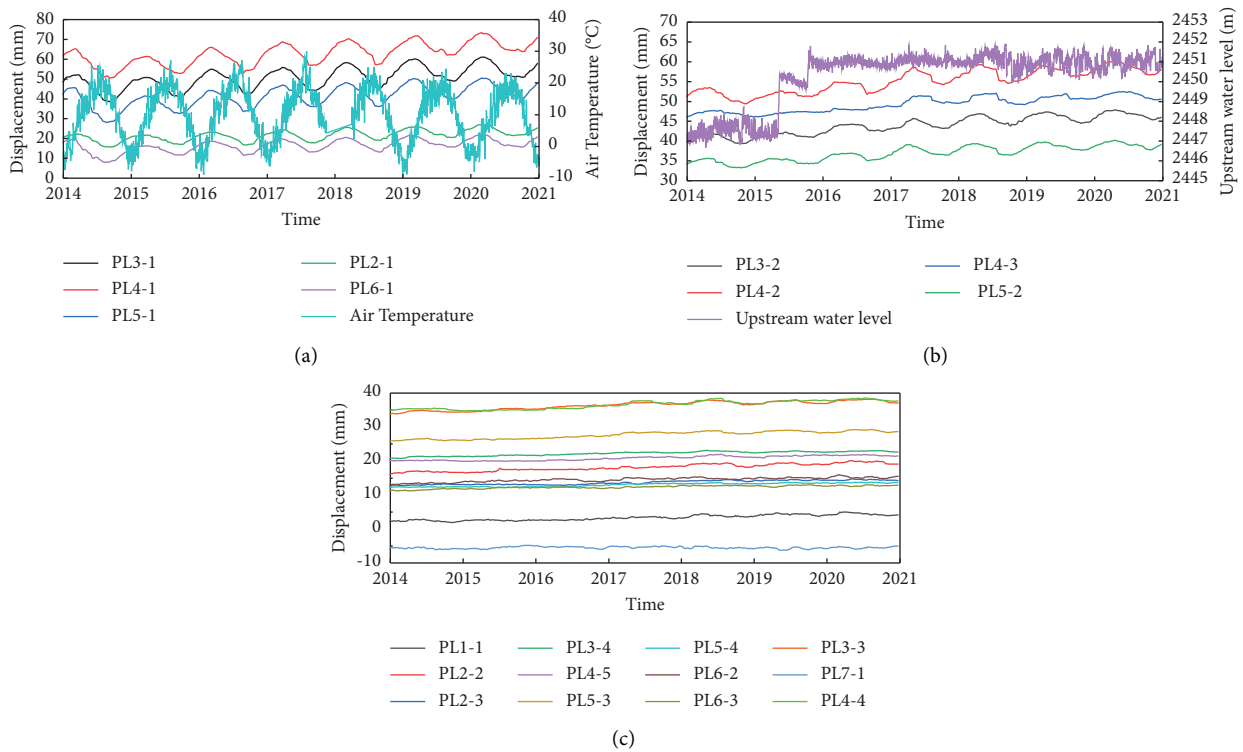 80
70
60
50
40
30
20
10
0
Displacement (mm)
40
30
20
10
0
-10
Air Temperature (°C)
2014 2015 2016 2017 2018 2019 2020 2021
Time
PL3-1 PL2-1
PL4-1 PL6-1
PL5-1 Air Temperature
(a)
70
65
60
55
50
45
40
35
30
Displacement (mm)
2453
2452
2451
2450
2449
2448
2447
2446
2445
Upstream water level (m)
2014 2015 2016 2017 2018 2019 2020 2021
Time
PL3-2 PL4-3
PL4-2 PL5-2
Upstream water level
(b)
40
30
20
10
0
-10
Displacement (mm)
2014 2015 2016 2017 2018 2019 2020 2021
Time
PL1-1 PL3-4 PL5-4 PL3-3
PL2-2 PL4-5 PL6-2 PL7-1
PL2-3 PL5-3 PL6-3 PL4-4
(c)